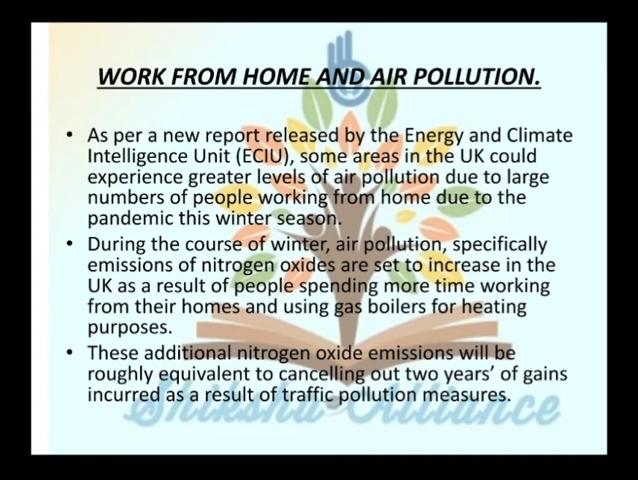 WORK FROM HOME AND AIR POLLUTION.
• As per a new report released by the Energy and Climate
Intelligence Unit (ECIU), some areas in the UK could
experience greater levels of air pollution due to large
numbers of people working from home due to the
pandemic this winter season.
• During the course of winter, air pollution, specifically
emissions of nitrogen oxides are set to increase in the
UK as a result of people spending more time working
from their homes and using gas boilers for heating
purposes.
• These additional nitrogen oxide emissions will be
roughly equivalent to cancelling out two years’ of gains
incurred as a result of traffic pollution measures.
Shiksha Alliance